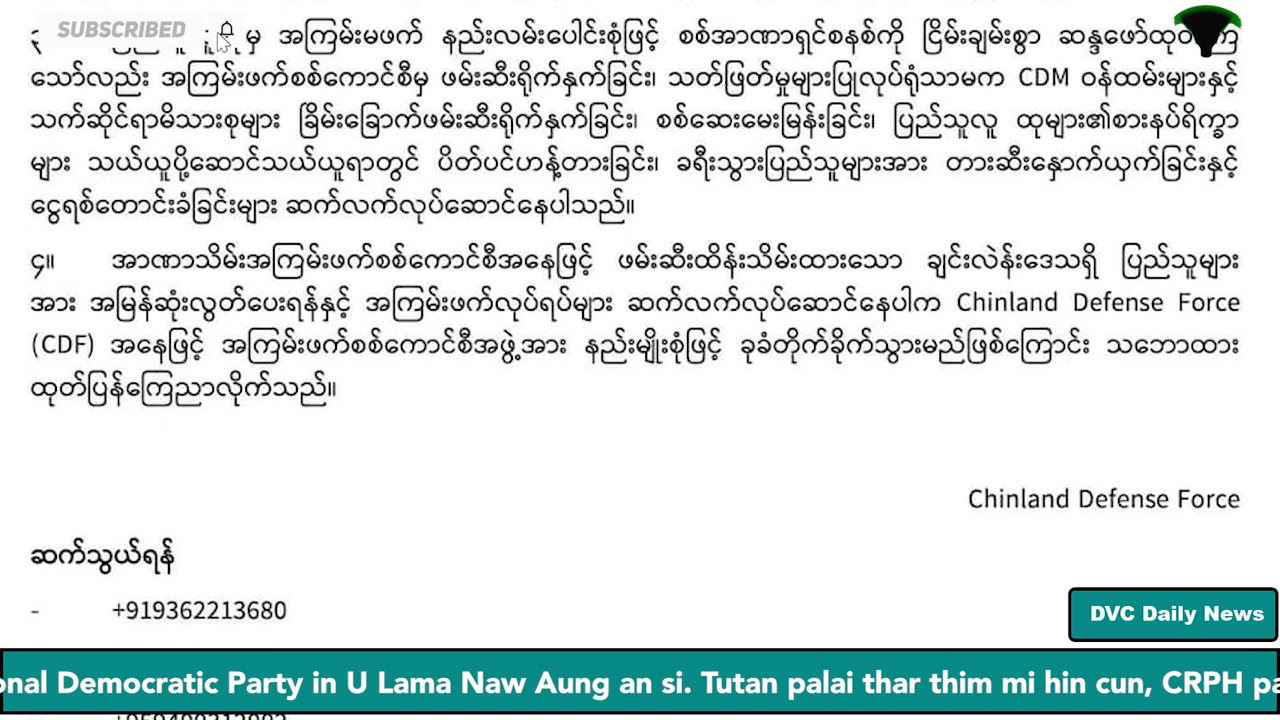 SUBSCRIBED
၃ မှ အကြမ်းမဖက် နည်းလမ်းပေါင်းစုံဖြင့် စစ်အာဏာရှင်စနစ်ကို ငြိမ်းချမ်းစွာ
သော်လည်း အကြမ်းဖက်စစ်ကောင်စီမှ ဖမ်းဆီးရိုက်နှက်ခြင်း၊ သတ်ဖြတ်မှုများပြုလုပ်ရုံသာမက CDM ဝန်ထမ်းများနှင့်
သက်ဆိုင်ရာမိသားစုများ ခြိမ်းခြောက်ဖမ်းဆီးရိုက်နှက်ခြင်း၊ စစ်ဆေးမေးမြန်းခြင်း၊ ပြည်သူလူ ထုများ၏စားနပ်ရိက္ခာ
များ သယ်ယူပို့ဆောင်သယ်ယူရာတွင် ပိတ်ပင်ဟန့်တားခြင်း၊ ခရီးသွားပြည်သူများအား တားဆီးနှောက်ယှက်ခြင်းနှင့်
ငွေရစ်တောင်းခံခြင်းများ ဆက်လက်လုပ်ဆောင်နေပါသည်။
၄။ အာဏာသိမ်းအကြမ်းဖက်စစ်ကောင်စီအနေဖြင့် ဖမ်းဆီးထိန်းသိမ်းထားသော ချင်းလဲန်းဒေသရှိ ပြည်သူများ
အား အမြန်ဆုံးလွှတ်ပေးရန်နှင့် အကြမ်းဖက်လုပ်ရပ်များ ဆက်လက်လုပ်ဆောင်နေပါက Chinland Defense Force
(CDF) အနေဖြင့် အကြမ်းဖက်စစ်ကောင်စီအဖွဲ့အား နည်းမျိုးစုံဖြင့် ခုခံတိုက်ခိုက်သွားမည်ဖြစ်ကြောင်း သဘောထား
ထုတ်ပြန်ကြေညာလိုက်သည်။
Chinland Defense Force
ဆက်သွယ်ရန်
- +919362213680
DVC Daily News
onal Democratic Party in U Lama Naw Aung an si. Tutan palai thar thim mi hin cun, CRPH pa